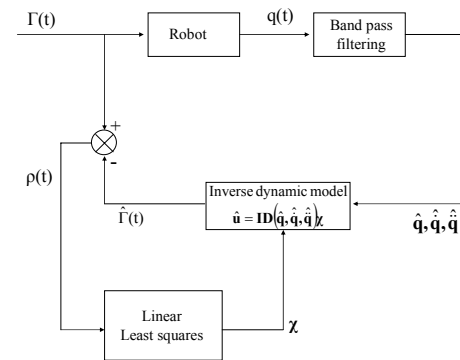 Γ(t)
Robot
q(t)
Band pass
filtering
+
-
ρ(t)
Γ̂(t)
Inverse dynamic model
û = ID(q̂, q̂̇, q̂̈)χ
q̂, q̂̇, q̂̈
Linear
Least squares
χ